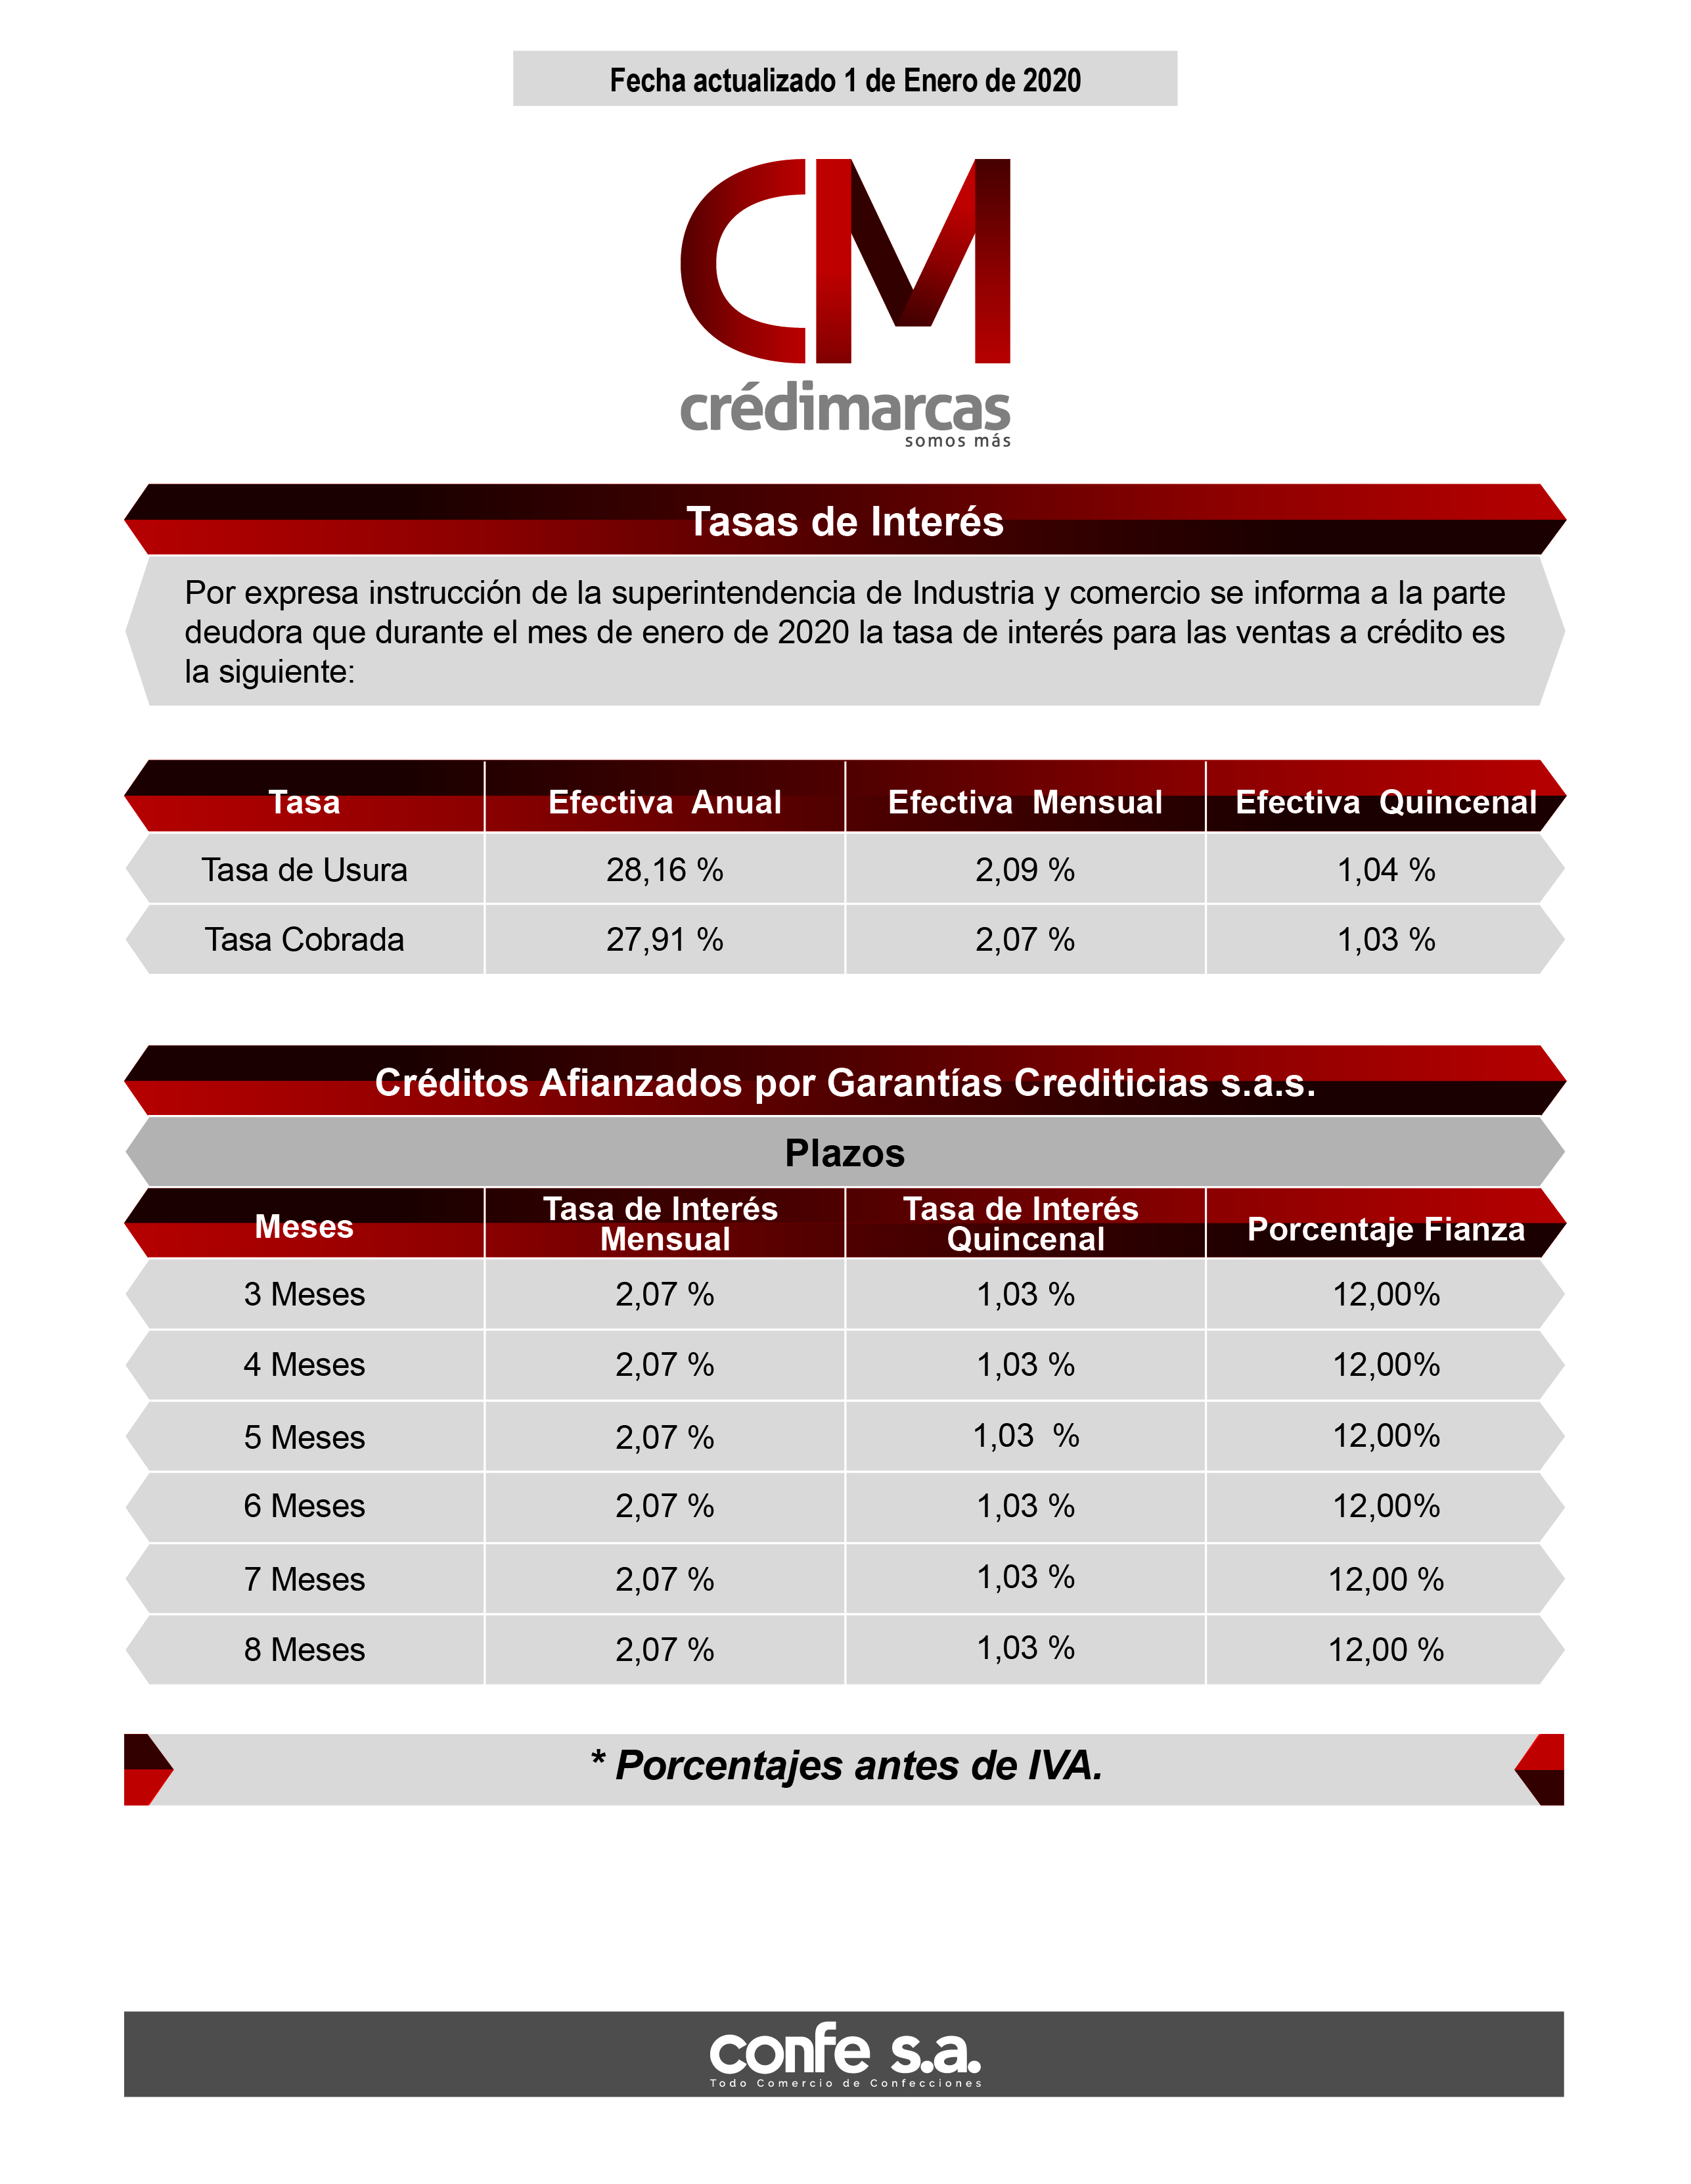 Fecha actualizado 1 de Enero de 2020
CM
crédimarcas
somos más
Tasas de Interés
Por expresa instrucción de la superintendencia de Industria y comercio se informa a la parte
deudora que durante el mes de enero de 2020 la tasa de interés para las ventas a crédito es
la siguiente:
Tasa Efectiva Anual Efectiva Mensual Efectiva Quincenal
Tasa de Usura 28,16 % 2,09 % 1,04 %
Tasa Cobrada 27,91 % 2,07 % 1,03 %
Créditos Afianzados por Garantías Crediticias s.a.s.
Plazos
Meses Tasa de Interés Mensual Tasa de Interés Quincenal Porcentaje Fianza
3 Meses 2,07 % 1,03 % 12,00%
4 Meses 2,07 % 1,03 % 12,00%
5 Meses 2,07 % 1,03 % 12,00%
6 Meses 2,07 % 1,03 % 12,00%
7 Meses 2,07 % 1,03 % 12,00 %
8 Meses 2,07 % 1,03 % 12,00 %
* Porcentajes antes de IVA.
confe s.a.
Todo Comercio de Confecciones